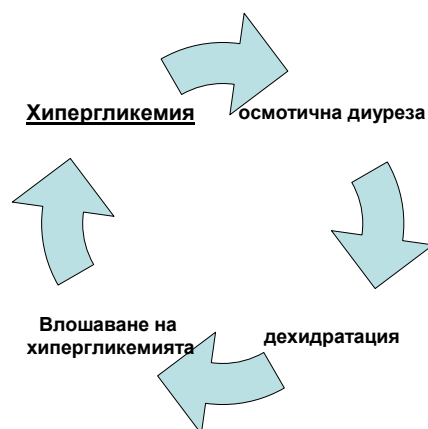 Хипергликемия
осмотична диуреза
дехидратация
Влошаване на
хипергликемията